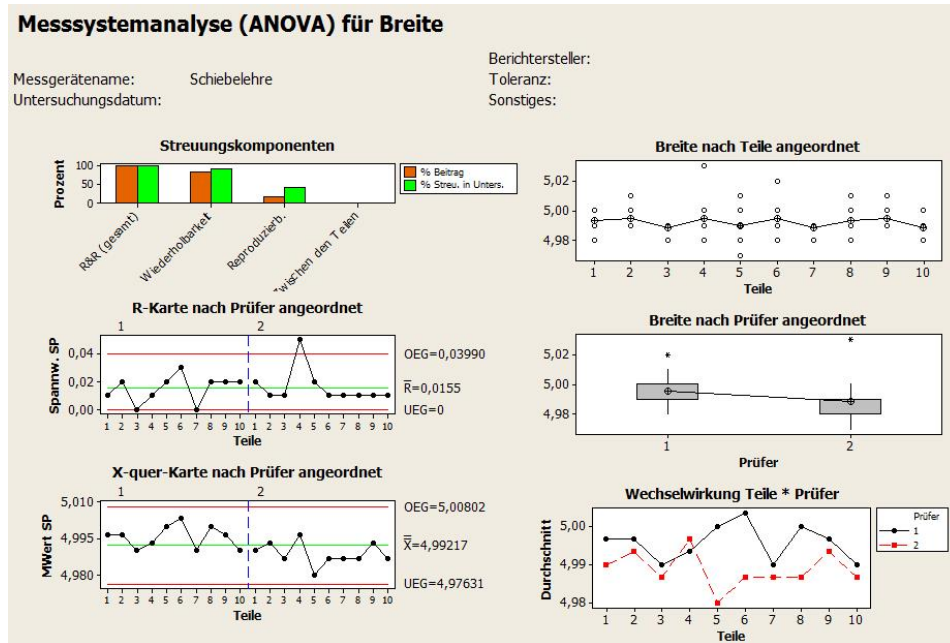 Messsystemanalyse (ANOVA) für Breite
Messgerätename: Schiebelehre
Untersuchungsdatum:
Berichtersteller:
Toleranz:
Sonstiges:
Streuungskomponenten
Prozent
100
50
0
R&R (gesamt)
Wiederholbarket
Reproduzierb.
Zwischen den Teilen
% Beitrag
% Streu. in Unters.
R-Karte nach Prüfer angeordnet
1 2
Spannw. SP
0,04
0,02
0,00
OEG=0,03990
R̅=0,0155
UEG=0
1 2 3 4 5 6 7 8 9 10 1 2 3 4 5 6 7 8 9 10
Teile
X-quer-Karte nach Prüfer angeordnet
1 2
MWert SP
5,010
4,995
4,980
OEG=5,00802
X̿=4,99217
UEG=4,97631
1 2 3 4 5 6 7 8 9 10 1 2 3 4 5 6 7 8 9 10
Teile
Breite nach Teile angeordnet
5,02
5,00
4,98
1 2 3 4 5 6 7 8 9 10
Teile
Breite nach Prüfer angeordnet
5,02
5,00
4,98
1 2
Prüfer
Wechselwirkung Teile * Prüfer
Durchschnitt
5,00
4,99
4,98
1 2 3 4 5 6 7 8 9 10
Teile
Prüfer
1
2